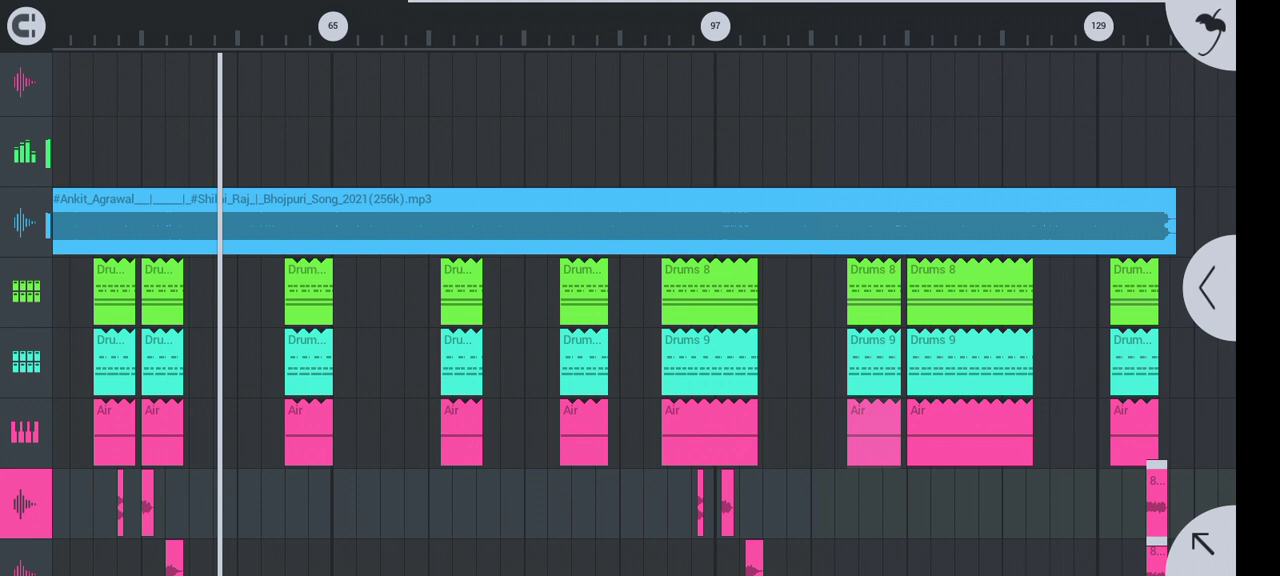 65 97 129
#Ankit_Agrawal__|_____|_#Shilpi_Raj_|_Bhojpuri_Song_2021(256k).mp3
Dru... Dru... Drum... Dru... Drum... Drums 8 Drums 8 Drums 8 Drum...
Dru... Dru... Drum... Dru... Drum... Drums 9 Drums 9 Drums 9 Drum...
Air Air Air Air Air Air Air Air Air
8...
8...